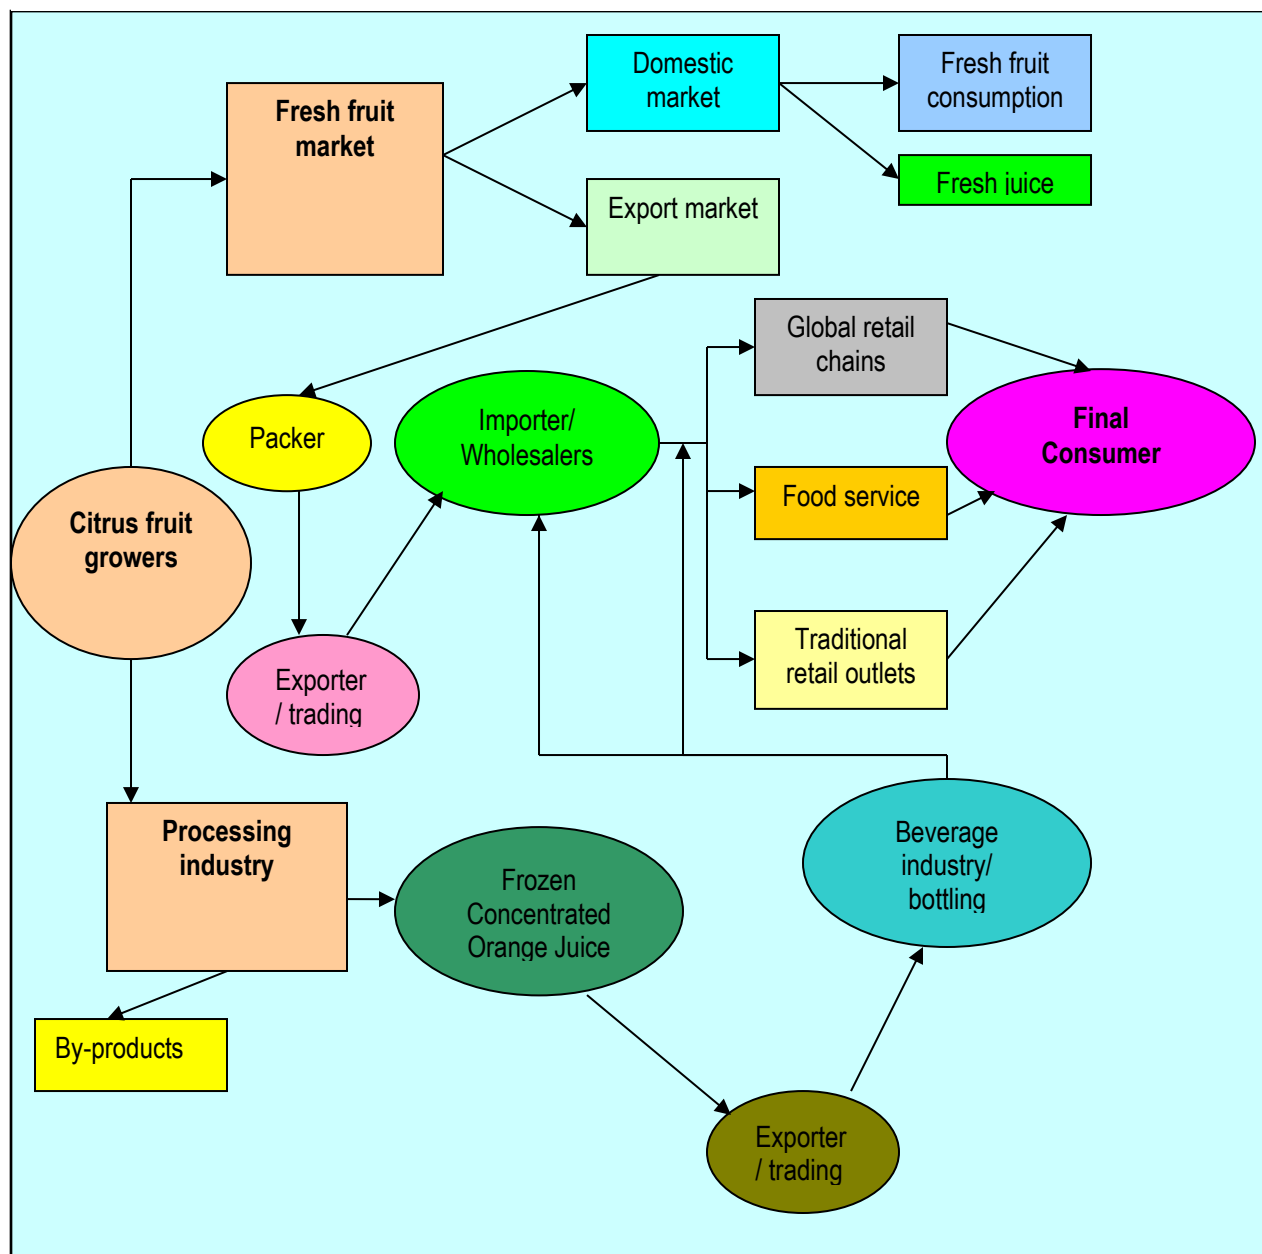 Domestic
market
Fresh fruit
consumption
Fresh fruit
market
Fresh juice
Export market
Global retail
chains
Packer
Importer/
Wholesalers
Final
Consumer
Food service
Citrus fruit
growers
Traditional
retail outlets
Exporter
/ trading
Processing
industry
Beverage
industry/
bottling
Frozen
Concentrated
Orange Juice
By-products
Exporter
/ trading